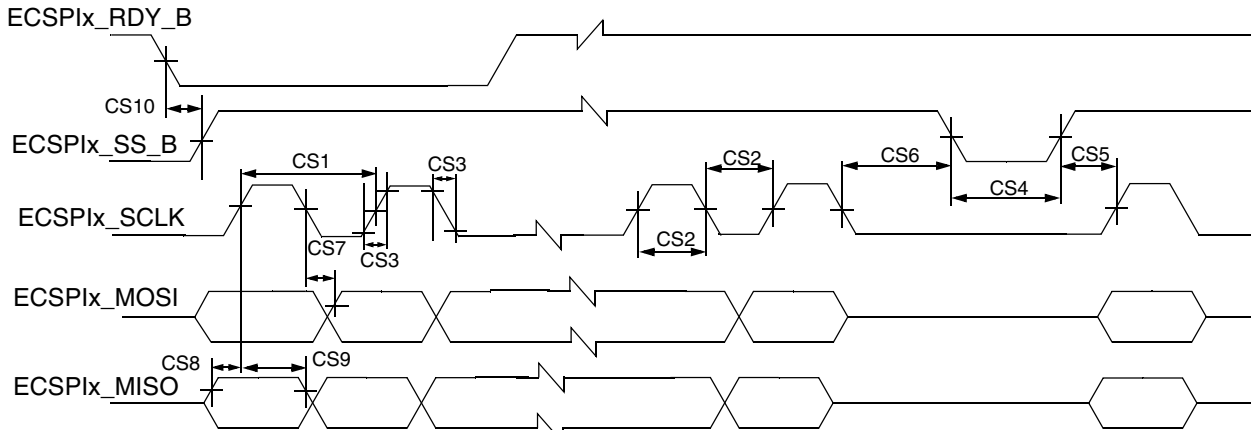 ECSPIx_RDY_B
CS10
ECSPIx_SS_B
CS1
CS3
CS2
CS6
CS5
CS4
ECSPIx_SCLK
CS7
CS3
CS2
ECSPIx_MOSI
CS8
CS9
ECSPIx_MISO